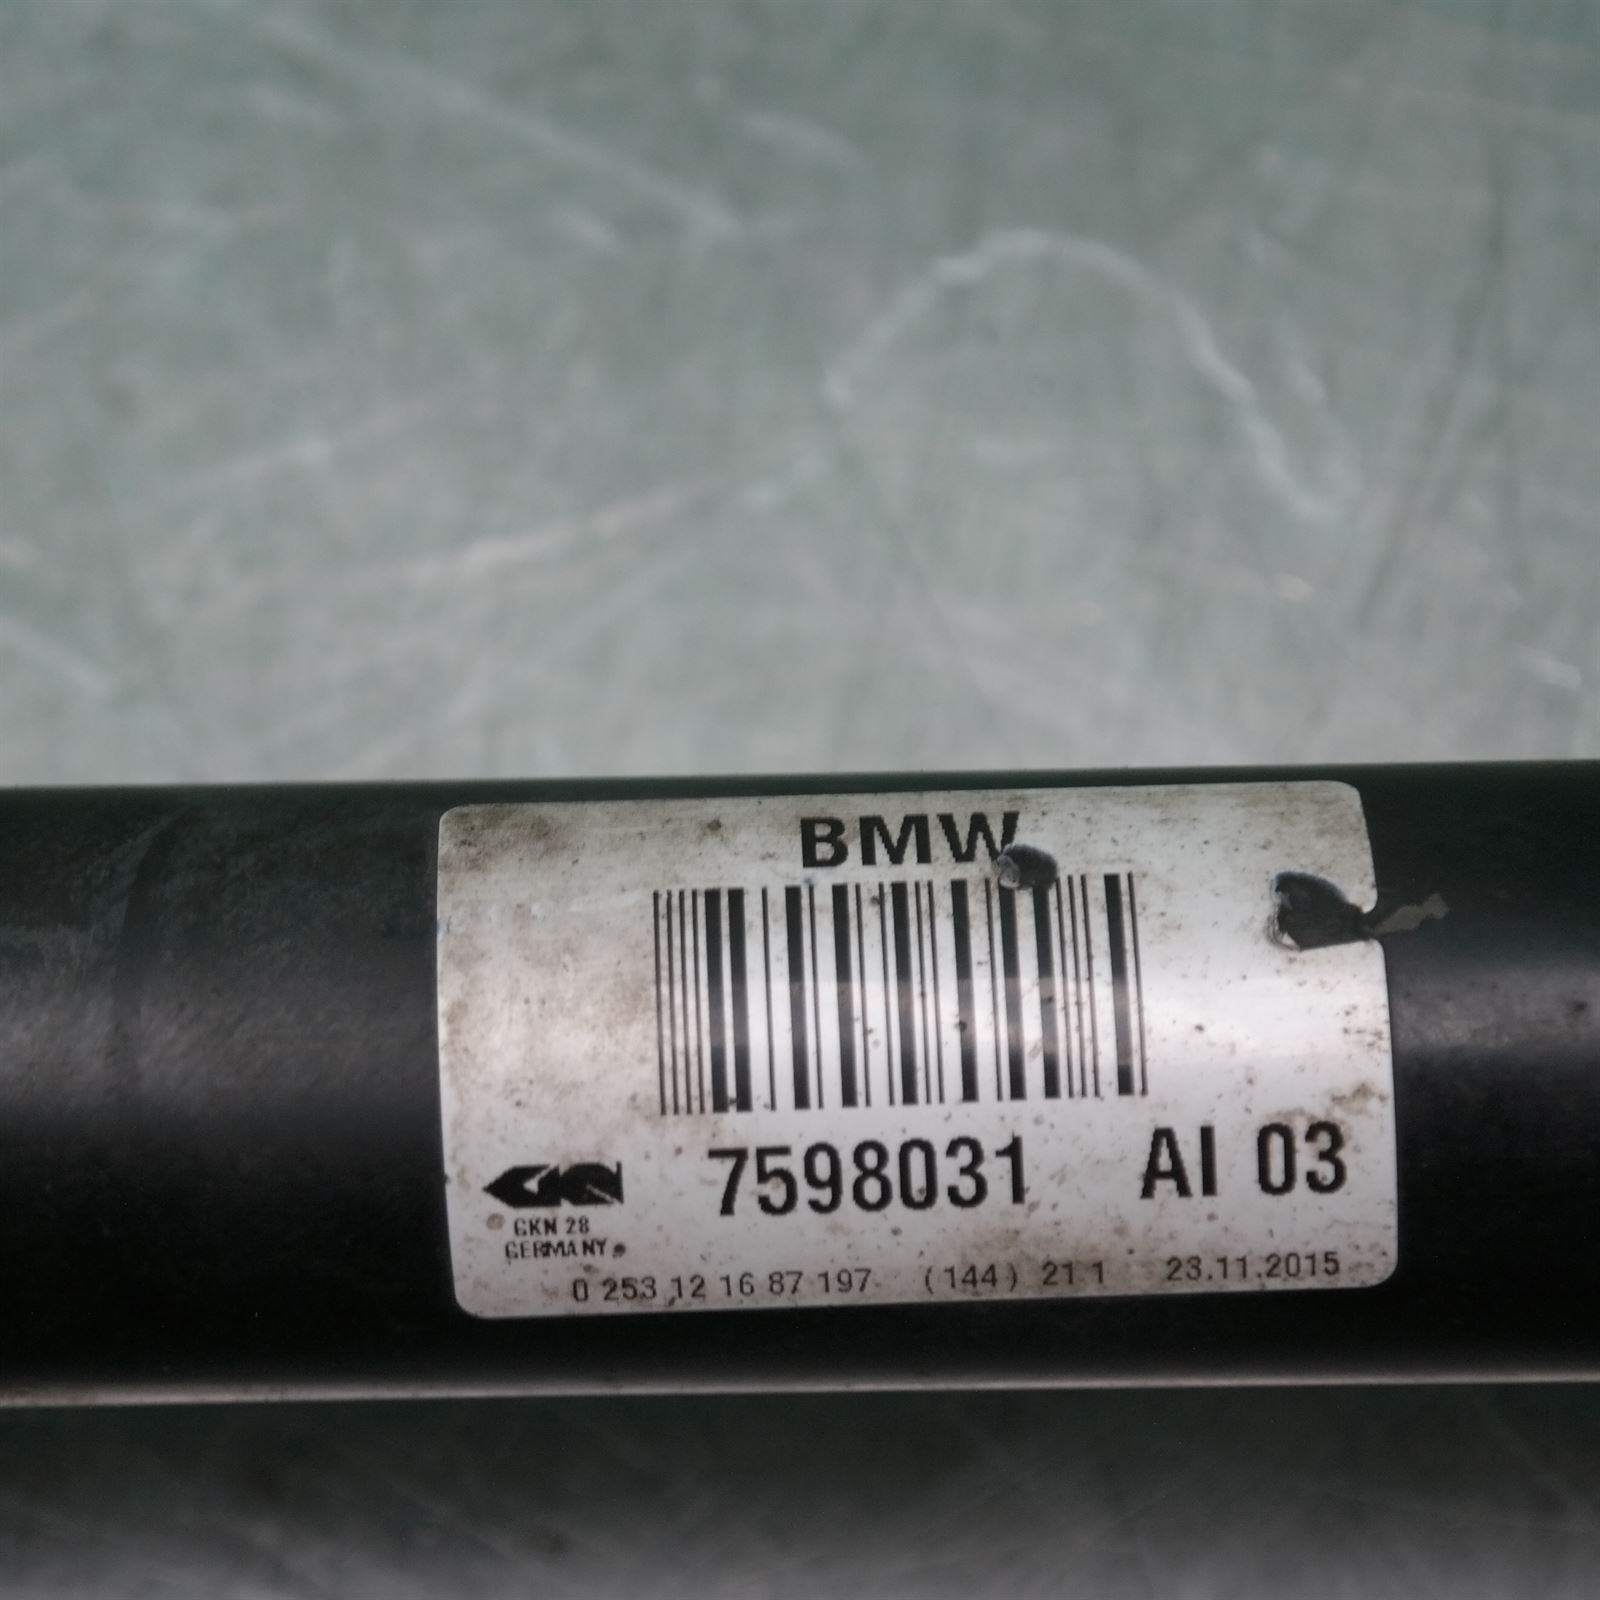 BMW
7598031 AI 03
GKN
GKN 28
GERMANY
0 253 12 16 87 197 (144) 21 1 23.11.2015